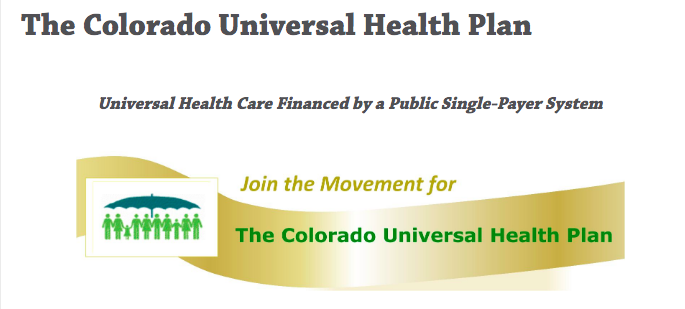 The Colorado Universal Health Plan
Universal Health Care Financed by a Public Single-Payer System
Join the Movement for
The Colorado Universal Health Plan